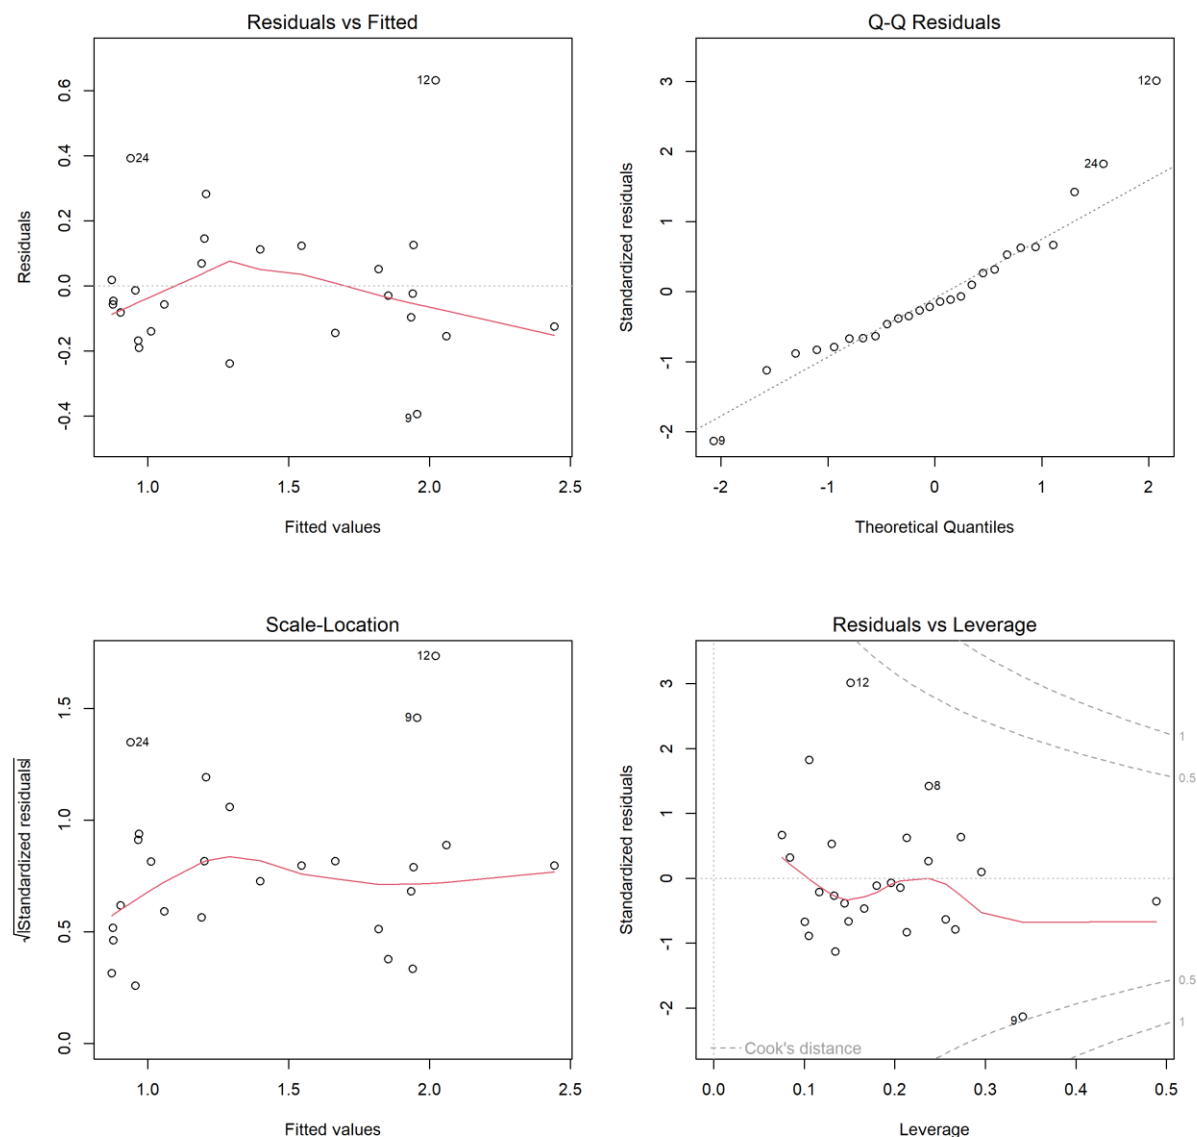 Residuals vs Fitted
Residuals
0.6
0.4
0.2
0.0
-0.2
-0.4
12
24
9
1.0 1.5 2.0 2.5
Fitted values
Q-Q Residuals
Standardized residuals
3
2
1
0
-1
-2
12
24
9
-2 -1 0 1 2
Theoretical Quantiles
Scale-Location
√|Standardized residuals|
1.5
1.0
0.5
0.0
12
9
24
1.0 1.5 2.0 2.5
Fitted values
Residuals vs Leverage
Standardized residuals
3
2
1
0
-1
-2
12
8
9
1
0.5
0.5
1
Cook's distance
0.0 0.1 0.2 0.3 0.4 0.5
Leverage